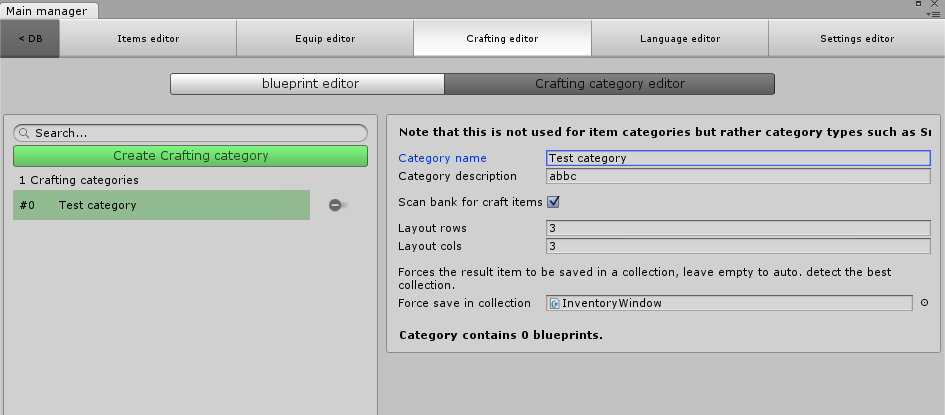 Main manager
< DB
Items editor
Equip editor
Crafting editor
Language editor
Settings editor
blueprint editor
Crafting category editor
Search...
Create Crafting category
1 Crafting categories
#0 Test category
Note that this is not used for item categories but rather category types such as
Category name Test category
Category description abbc
Scan bank for craft items
Layout rows 3
Layout cols 3
Forces the result item to be saved in a collection, leave empty to auto. detect the best
collection.
Force save in collection InventoryWindow
Category contains 0 blueprints.